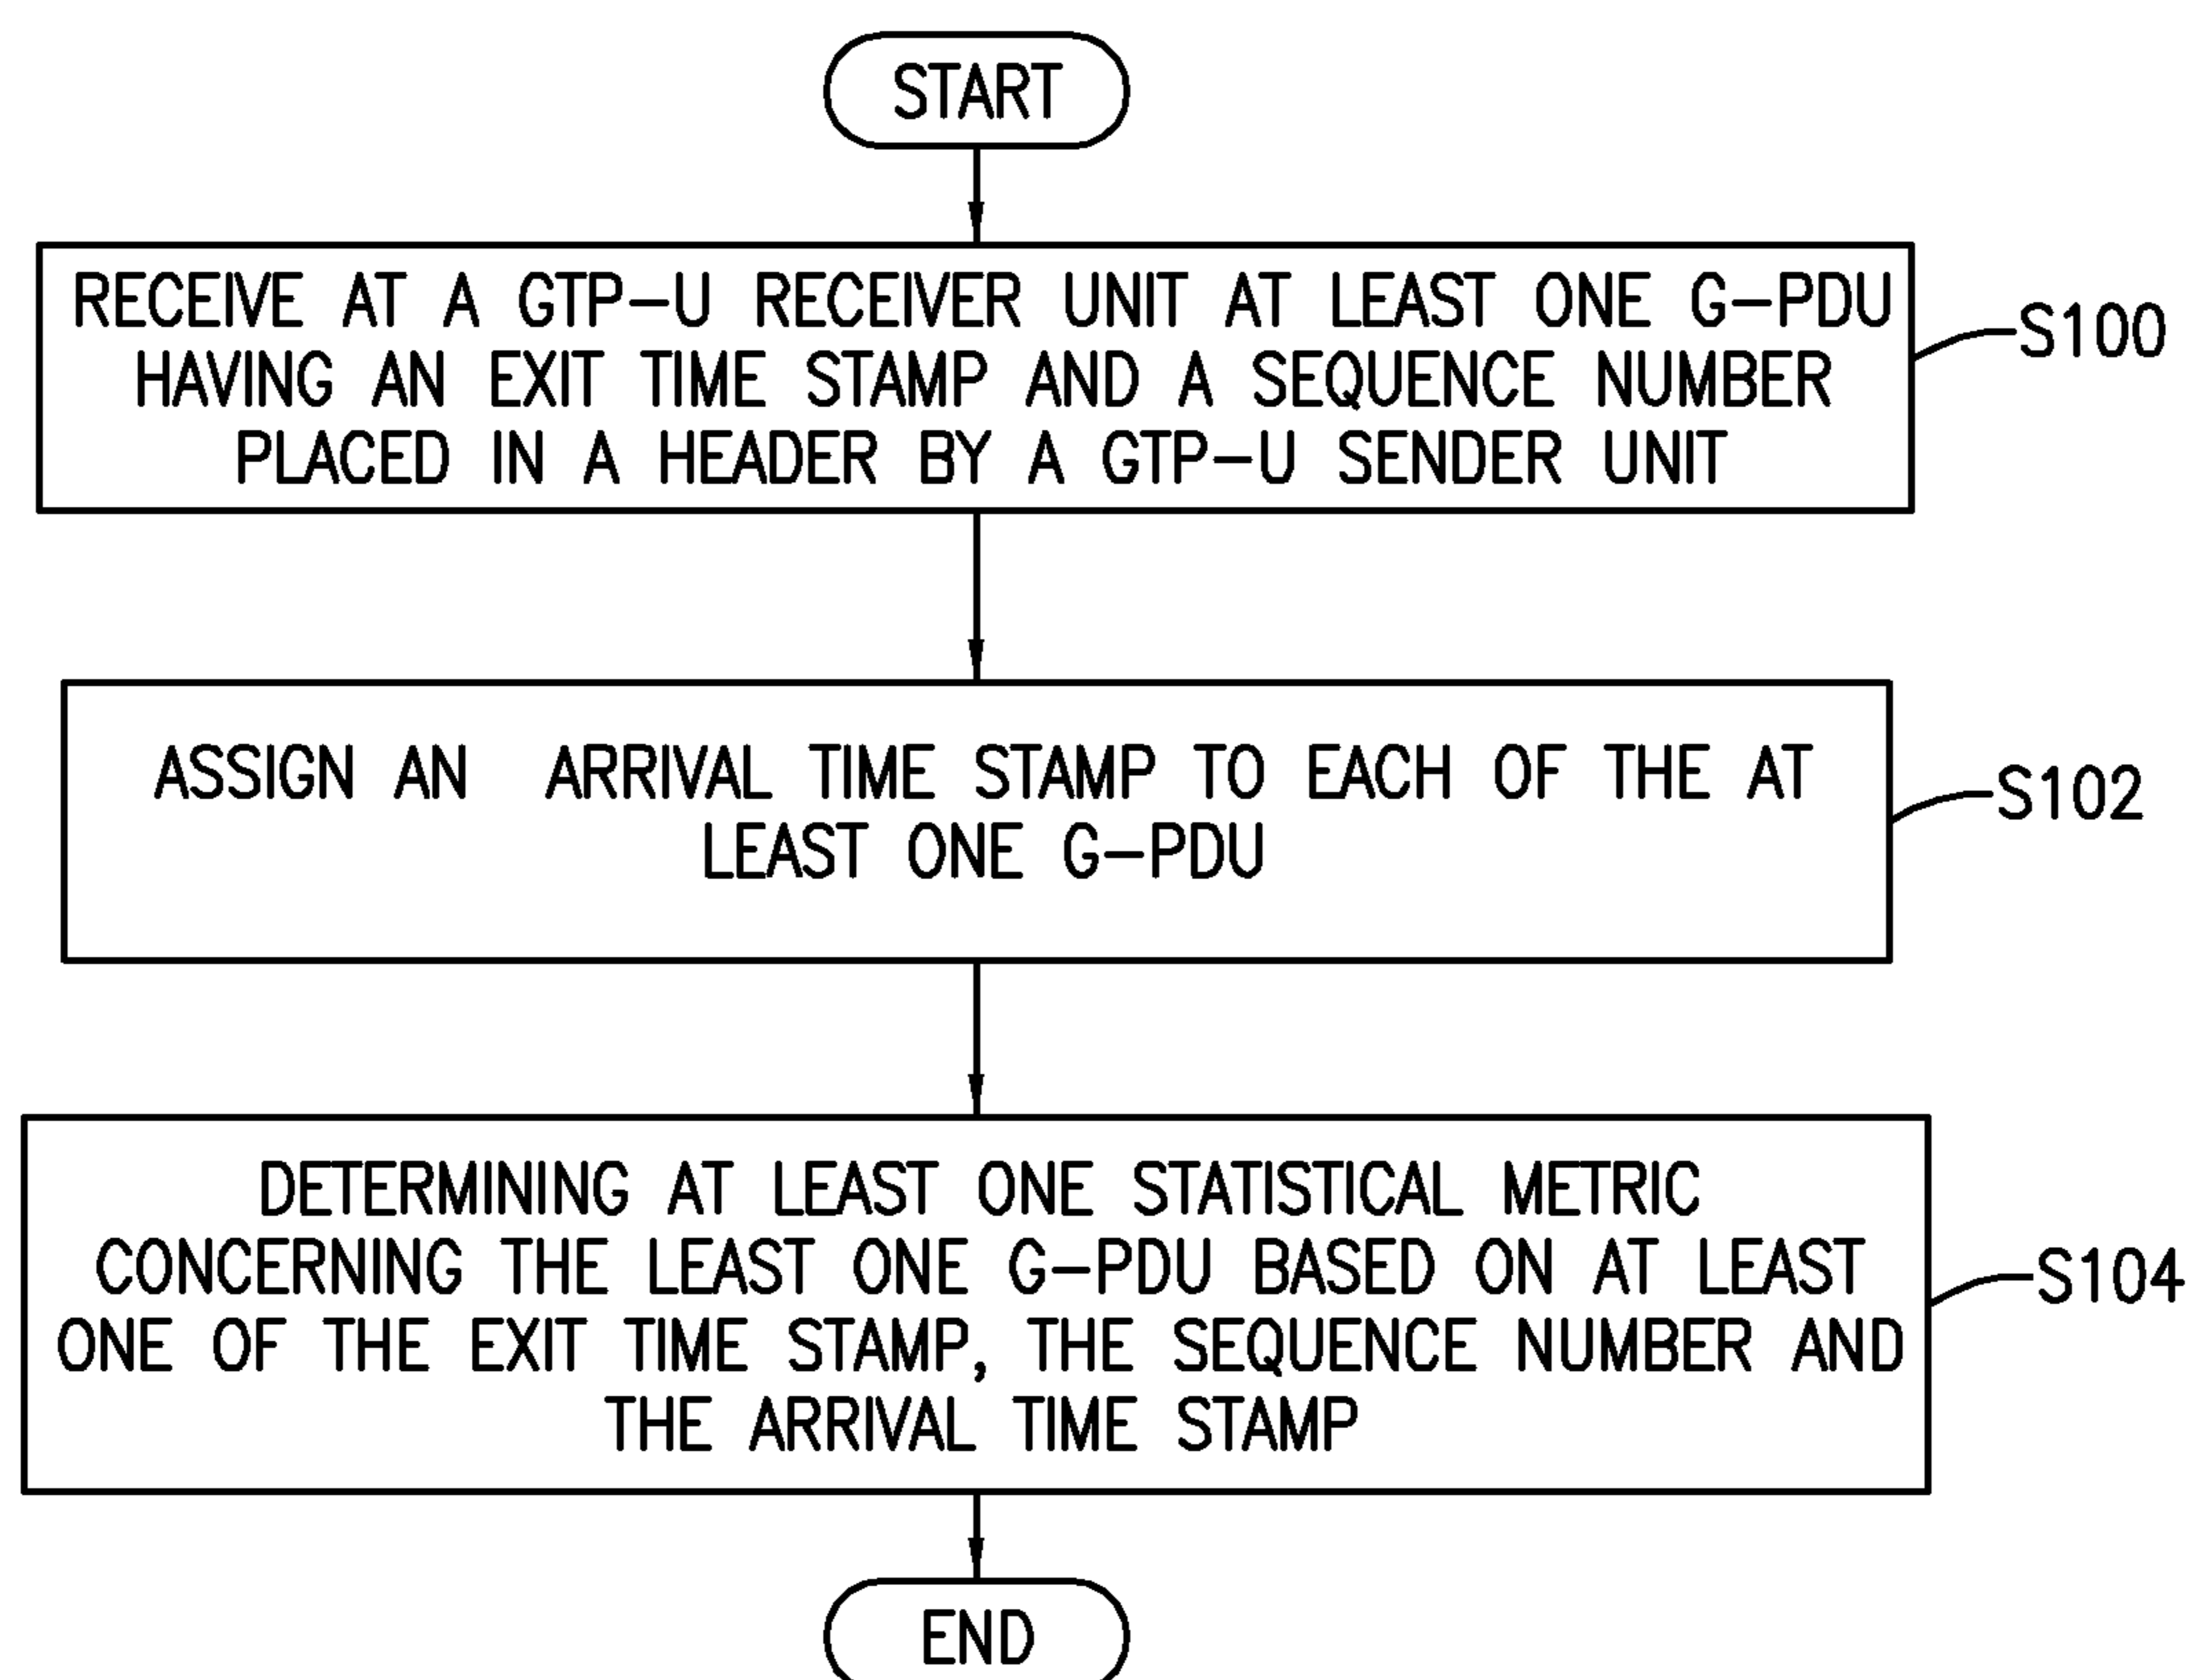 START
RECEIVE AT A GTP-U RECEIVER UNIT AT LEAST ONE G-PDU
HAVING AN EXIT TIME STAMP AND A SEQUENCE NUMBER
PLACED IN A HEADER BY A GTP-U SENDER UNIT
S100
ASSIGN AN ARRIVAL TIME STAMP TO EACH OF THE AT
LEAST ONE G-PDU
S102
DETERMINING AT LEAST ONE STATISTICAL METRIC
CONCERNING THE LEAST ONE G-PDU BASED ON AT LEAST
ONE OF THE EXIT TIME STAMP, THE SEQUENCE NUMBER AND
THE ARRIVAL TIME STAMP
S104
END